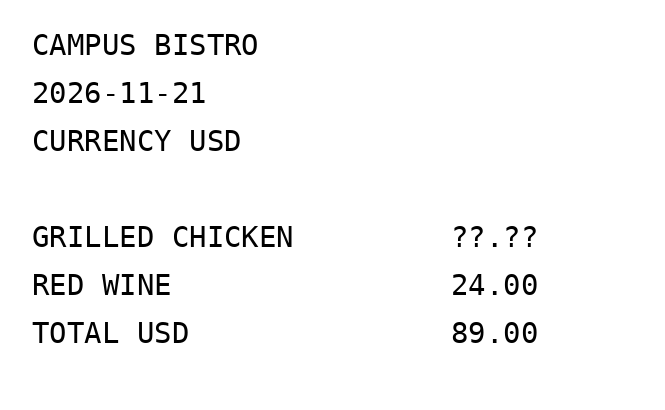 CAMPUS BISTRO
2026-11-21
CURRENCY USD
GRILLED CHICKEN ??.??
RED WINE 24.00
TOTAL USD 89.00